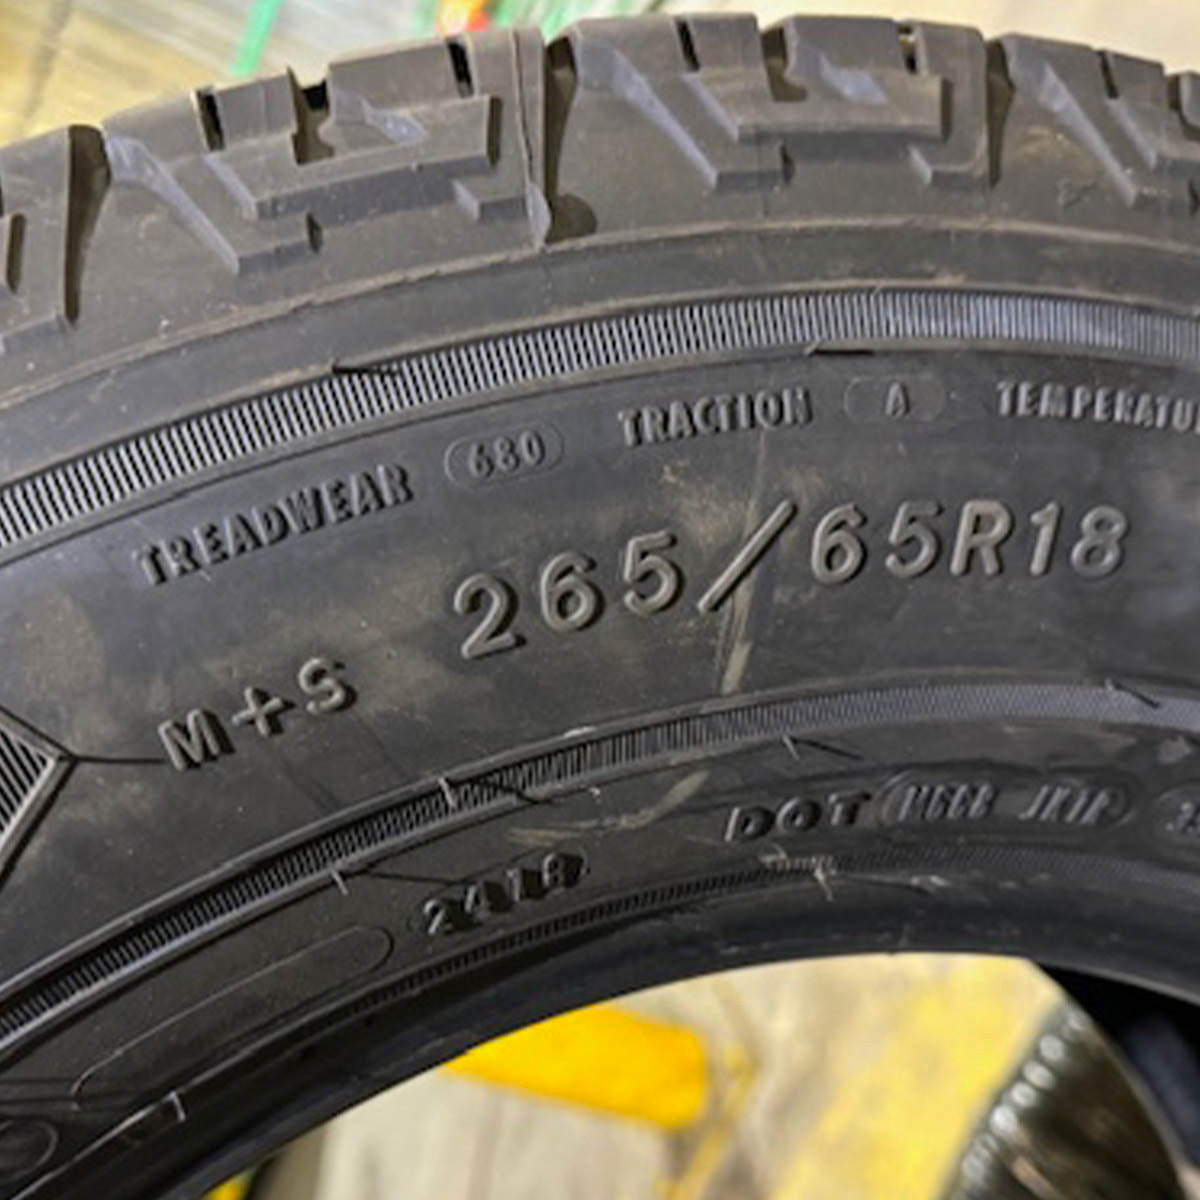 TREADWEAR 680 TRACTION A TEMPERATU
265/65R18
M+S
DOT
2418